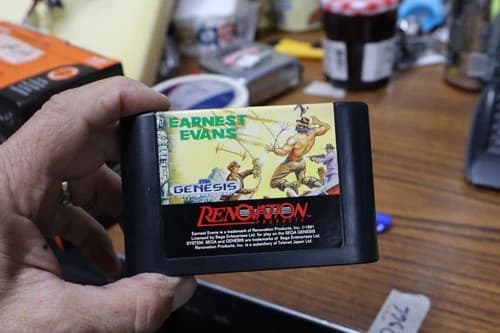 EARNEST
EVANS
GENESIS
RENOVATION
PRODUCTS
Earnest Evans is a trademark of Renovation Products, Inc. ©1991
Licensed by Sega Enterprises Ltd. for play on the SEGA GENESIS
SYSTEM. SEGA and GENESIS are trademarks of Sega Enterprises Ltd.
Renovation Products, Inc. is a subsidiary of Telenet Japan Ltd.